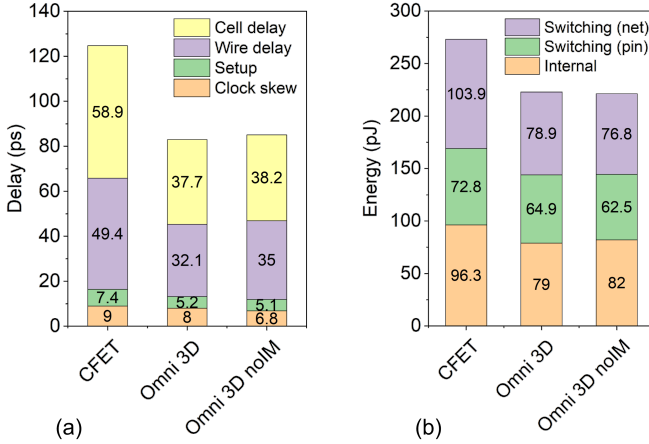 140
120
100
80
60
40
20
0
Delay (ps)
Cell delay
Wire delay
Setup
Clock skew
58.9
49.4
7.4
9
37.7
32.1
5.2
8
38.2
35
5.1
6.8
CFET
Omni 3D
Omni 3D noIM
(a)
300
250
200
150
100
50
0
Energy (pJ)
Switching (net)
Switching (pin)
Internal
103.9
72.8
96.3
78.9
64.9
79
76.8
62.5
82
CFET
Omni 3D
Omni 3D noIM
(b)